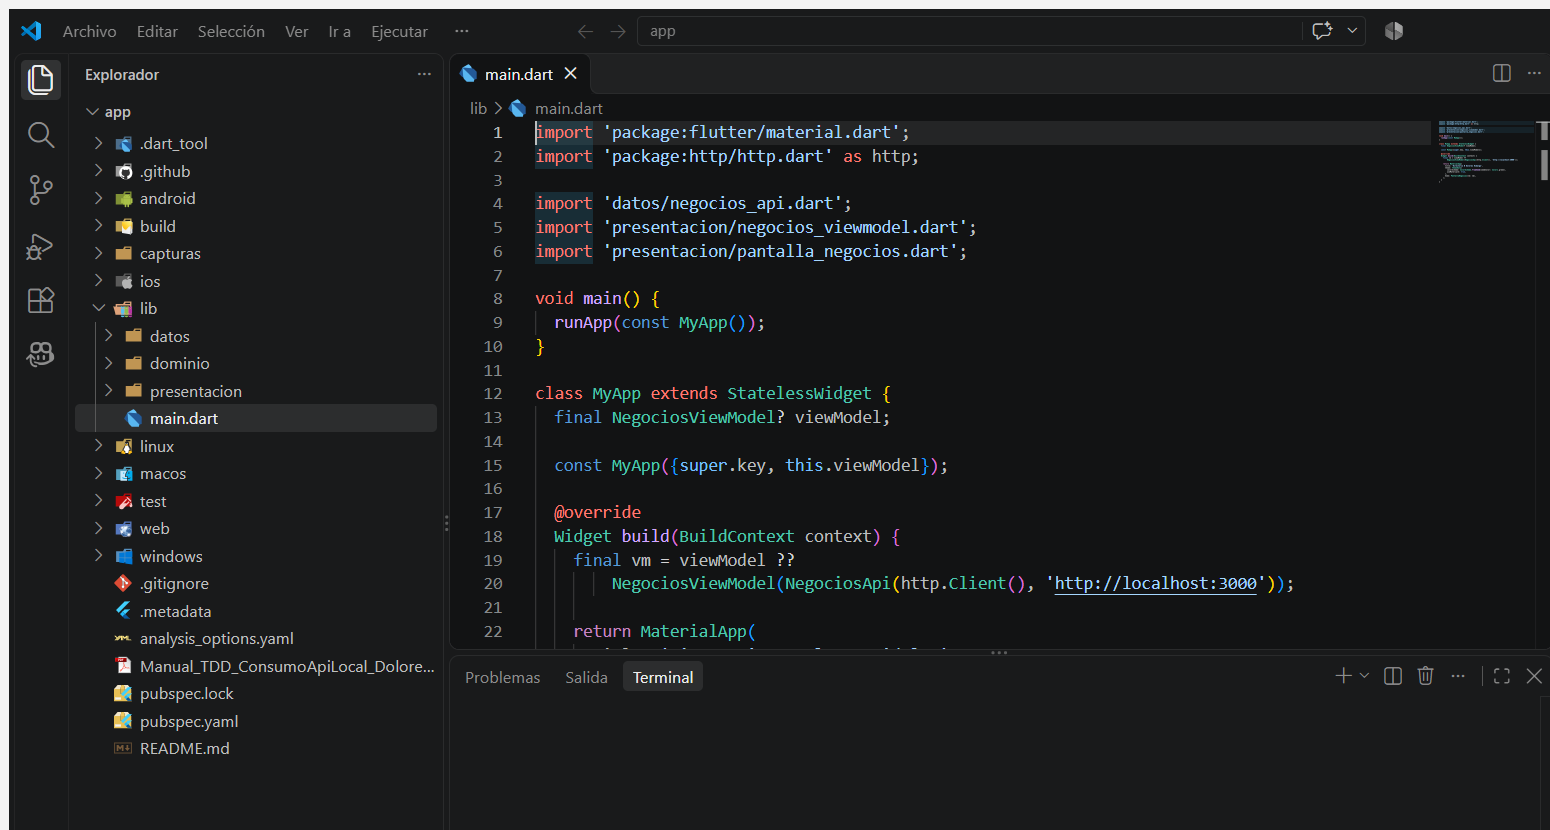 Archivo Editar Selección Ver Ir a Ejecutar ··· app
Explorador ···
app
.dart_tool
.github
android
build
capturas
ios
lib
datos
dominio
presentacion
main.dart
linux
macos
test
web
windows
.gitignore
.metadata
analysis_options.yaml
Manual_TDD_ConsumoApiLocal_Dolore...
pubspec.lock
pubspec.yaml
README.md
main.dart
lib > main.dart
1 import 'package:flutter/material.dart';
2 import 'package:http/http.dart' as http;
3
4 import 'datos/negocios_api.dart';
5 import 'presentacion/negocios_viewmodel.dart';
6 import 'presentacion/pantalla_negocios.dart';
7
8 void main() {
9 runApp(const MyApp());
10 }
11
12 class MyApp extends StatelessWidget {
13 final NegociosViewModel? viewModel;
14
15 const MyApp({super.key, this.viewModel});
16
17 @override
18 Widget build(BuildContext context) {
19 final vm = viewModel ??
20 NegociosViewModel(NegociosApi(http.Client(), 'http://localhost:3000'));
21
22 return MaterialApp(
Problemas Salida Terminal